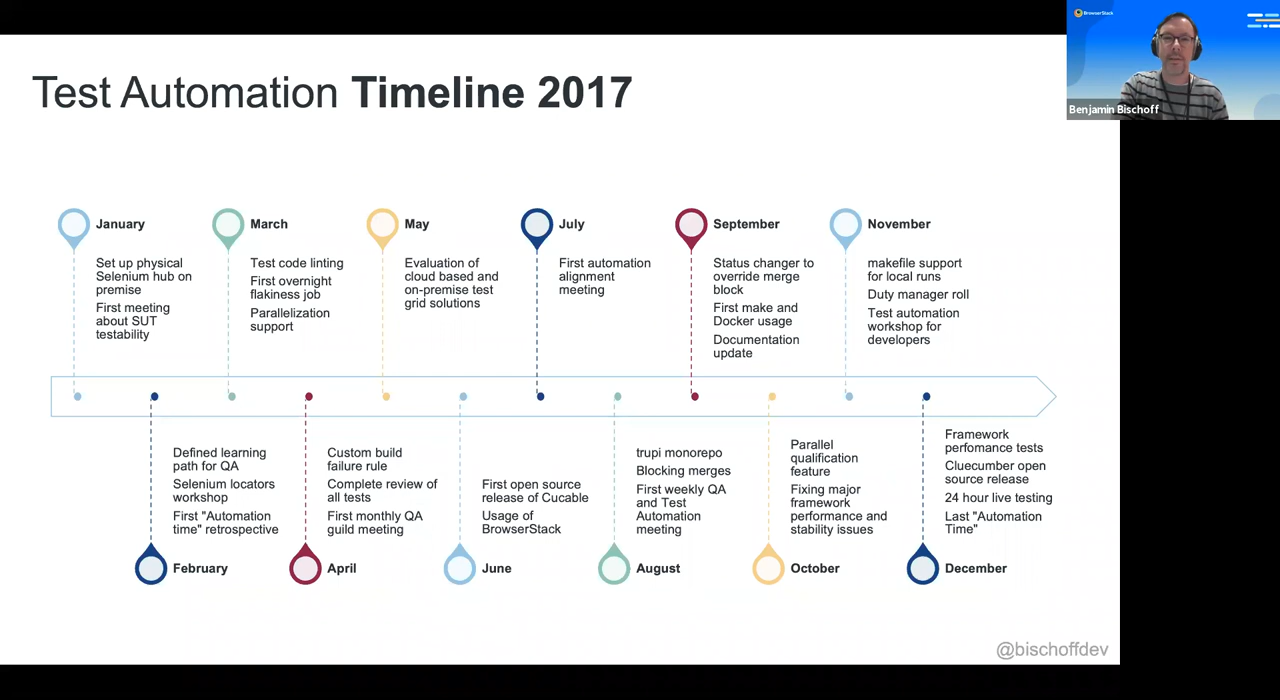 BrowserStack
Benjamin Bischoff
Test Automation Timeline 2017
January
Set up physical
Selenium hub on
premise
First meeting
about SUT
testability
March
Test code linting
First overnight
flakiness job
Parallelization
support
May
Evaluation of
cloud based and
on-premise test
grid solutions
July
First automation
alignment
meeting
September
Status changer to
override merge
block
First make and
Docker usage
Documentation
update
November
makefile support
for local runs
Duty manager roll
Test automation
workshop for
developers
Defined learning
path for QA
Selenium locators
workshop
First "Automation
time" retrospective
February
Custom build
failure rule
Complete review of
all tests
First monthly QA
guild meeting
April
First open source
release of Cucable
Usage of
BrowserStack
June
trupi monorepo
Blocking merges
First weekly QA
and Test
Automation
meeting
August
Parallel
qualification
feature
Fixing major
framework
performance and
stability issues
October
Framework
perfomance tests
Cluecumber open
source release
24 hour live testing
Last "Automation
Time"
December
@bischoffdev